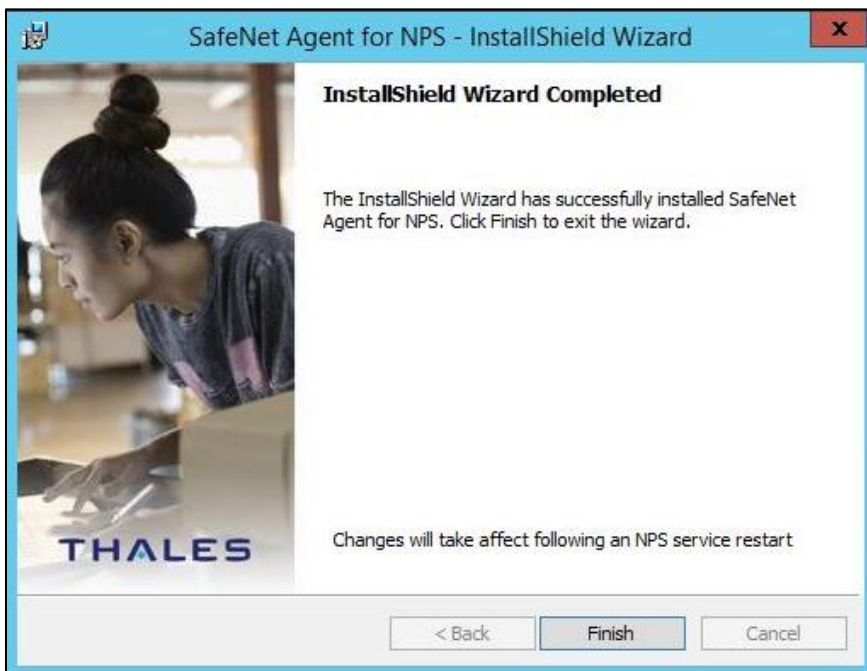 SafeNet Agent for NPS - InstallShield Wizard
x
InstallShield Wizard Completed
The InstallShield Wizard has successfully installed SafeNet
Agent for NPS. Click Finish to exit the wizard.
THALES
Changes will take affect following an NPS service restart
< Back
Finish
Cancel